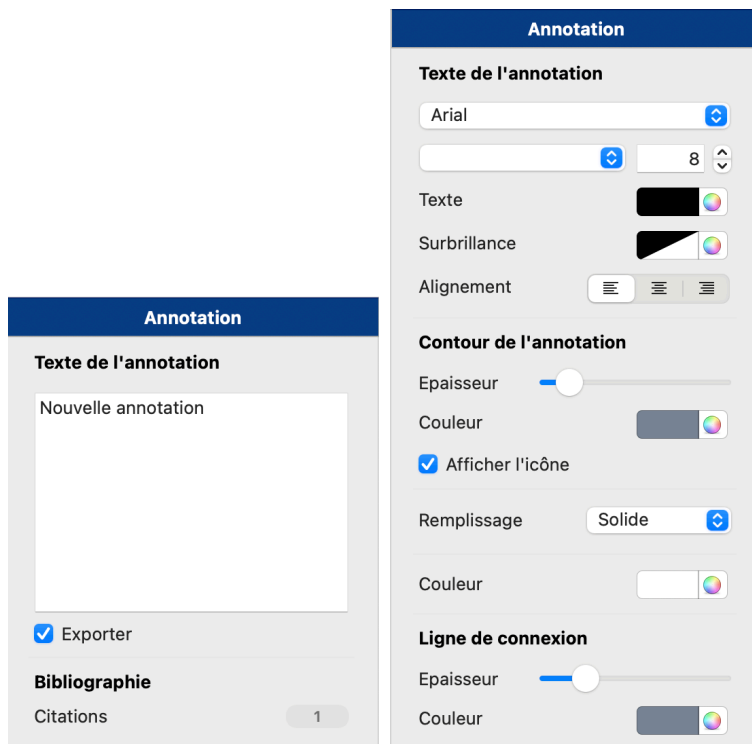 Annotation
Texte de l'annotation
Nouvelle annotation
Exporter
Bibliographie
Citations 1
Annotation
Texte de l'annotation
Arial
8
Texte
Surbrillance
Alignement
Contour de l'annotation
Epaisseur
Couleur
Afficher l'icône
Remplissage Solide
Couleur
Ligne de connexion
Epaisseur
Couleur